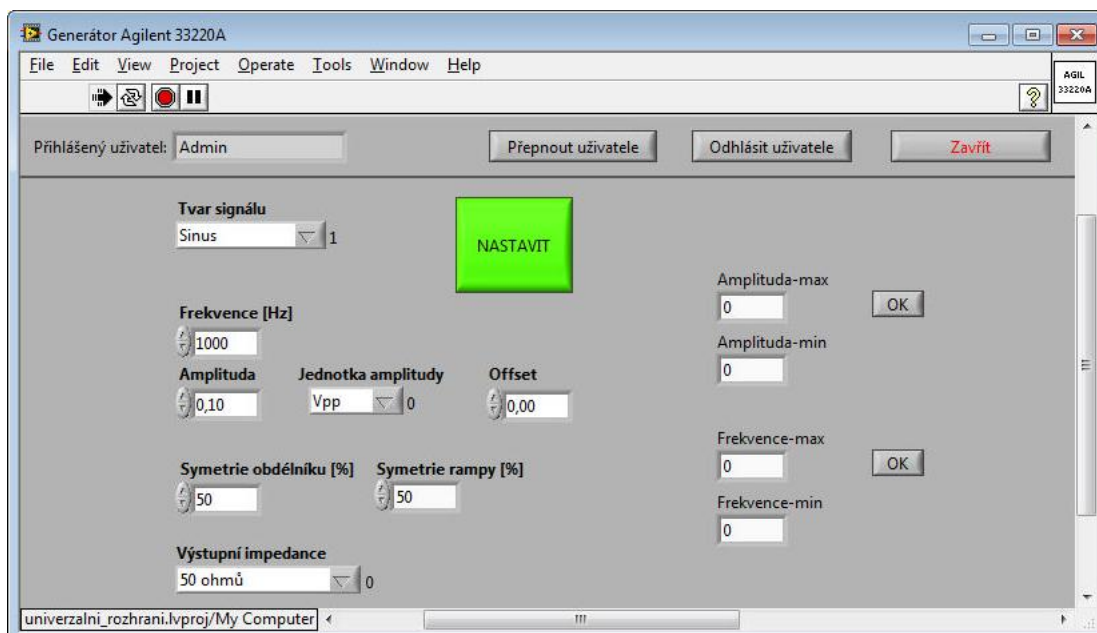 Generátor Agilent 33220A
File Edit View Project Operate Tools Window Help
AGIL
33220A
Přihlášený uživatel: Admin Přepnout uživatele Odhlásit uživatele Zavřít
Tvar signálu
Sinus 1
NASTAVIT
Frekvence [Hz]
1000
Amplituda Jednotka amplitudy Offset
0,10 Vpp 0 0,00
Symetrie obdélníku [%] Symetrie rampy [%]
50 50
Výstupní impedance
50 ohmů 0
Amplituda-max
0 OK
Amplituda-min
0
Frekvence-max
0 OK
Frekvence-min
0
univerzalni_rozhrani.lvproj/My Computer